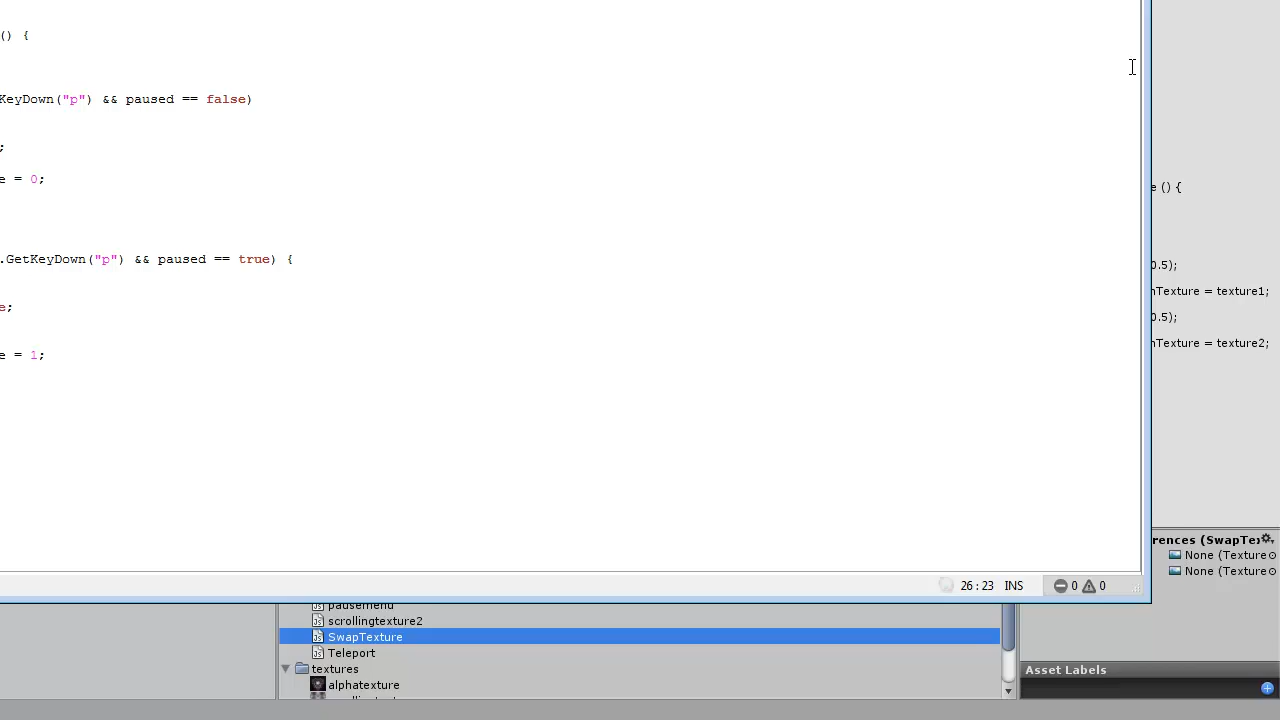 () {
KeyDown("p") && paused == false)
;
e = 0;
.GetKeyDown("p") && paused == true) {
e;
e = 1;
26:23 INS 0 0
e () {
0.5);
nTexture = texture1;
0.5);
nTexture = texture2;
rences (SwapTex
None (Texture
None (Texture
pausemenu
scrollingtexture2
SwapTexture
Teleport
textures
alphatexture
Asset Labels